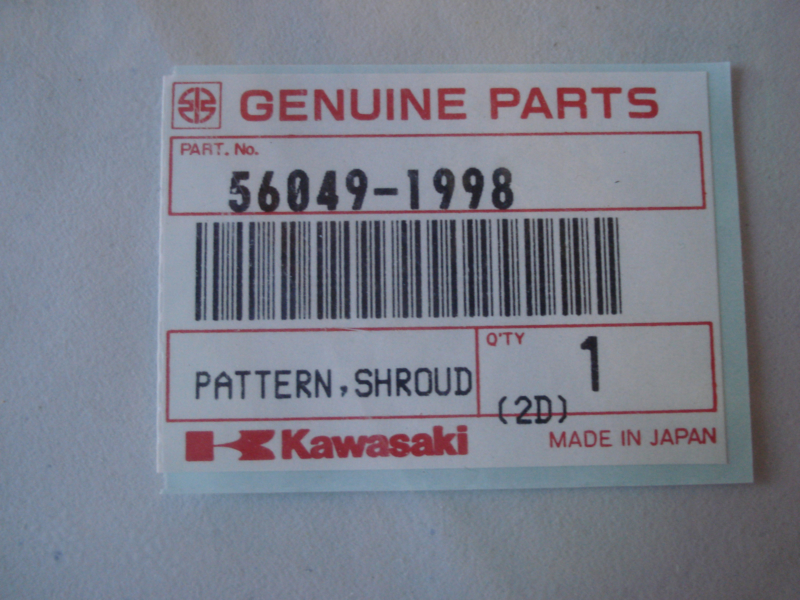 GENUINE PARTS
PART. No.
56049-1998
PATTERN,SHROUD
Q'TY
1
(2D)
Kawasaki
MADE IN JAPAN